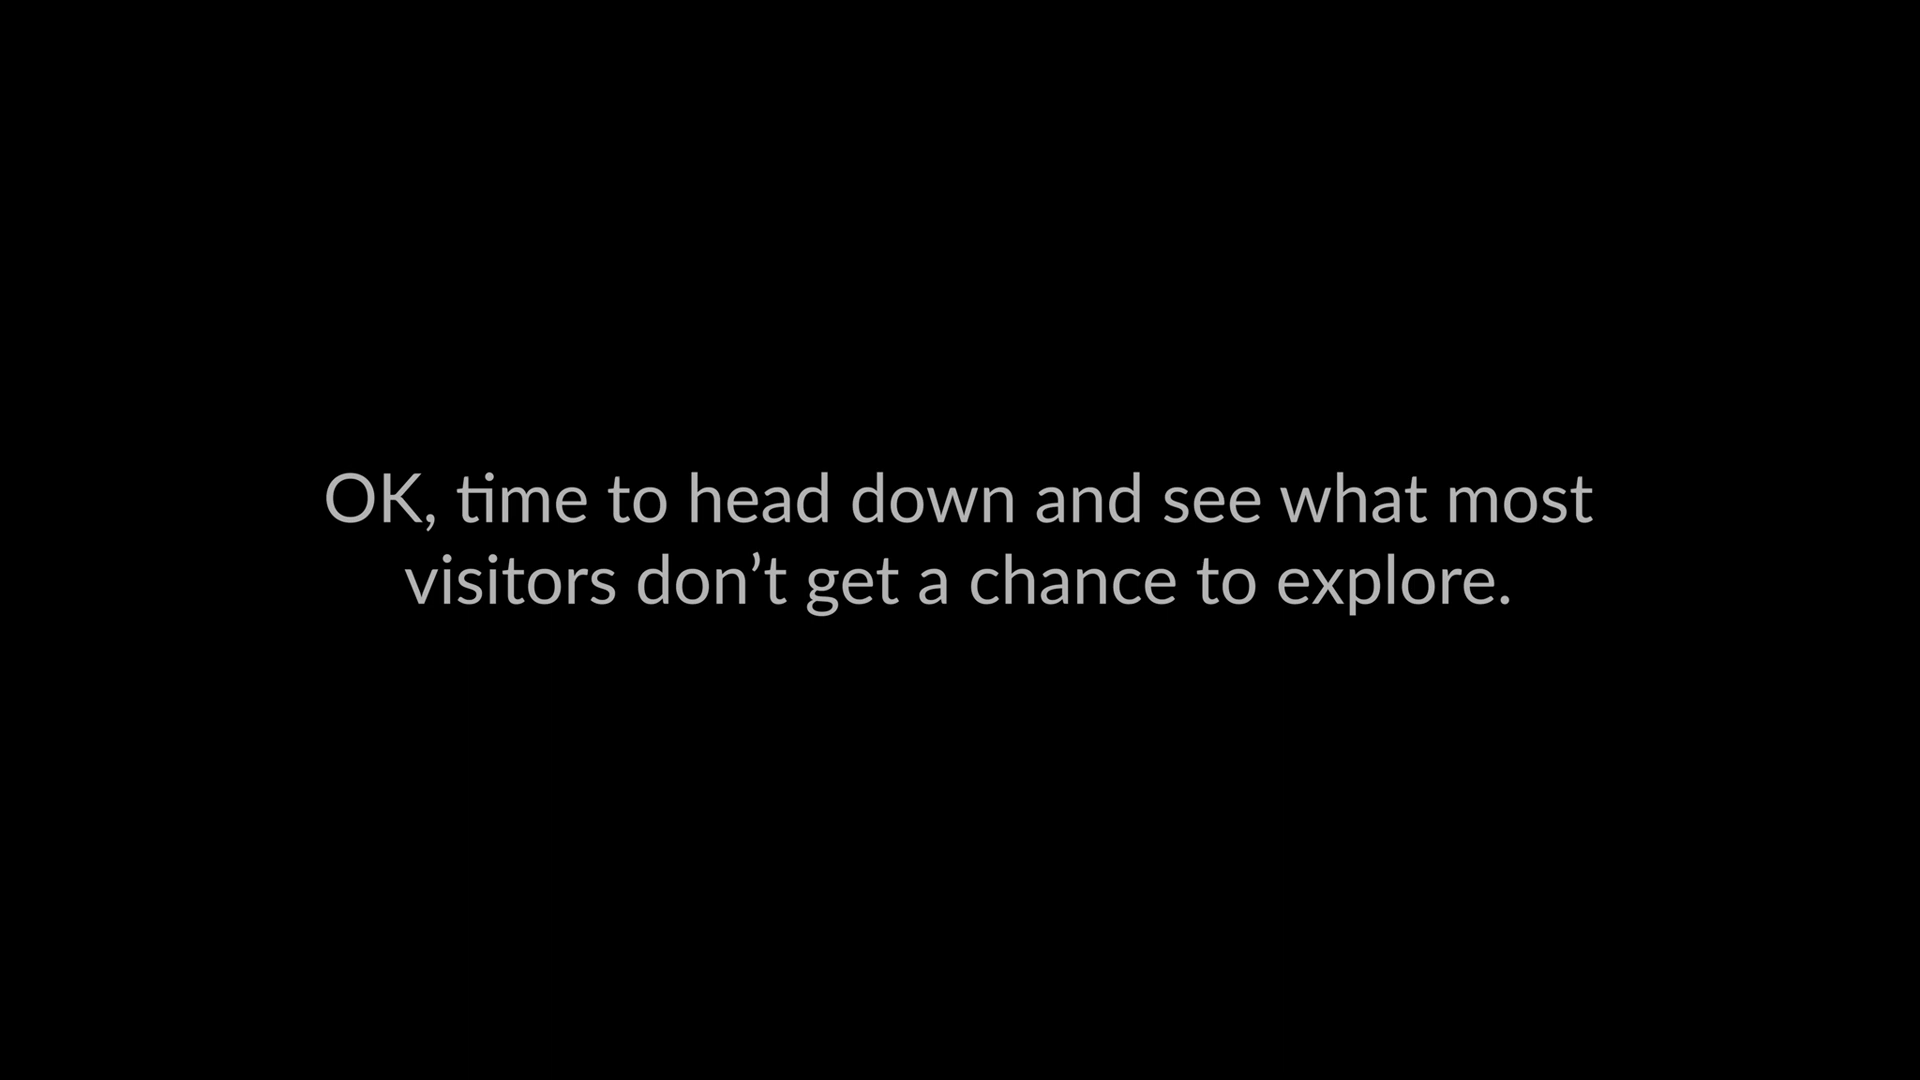 OK, time to head down and see what most
visitors don’t get a chance to explore.